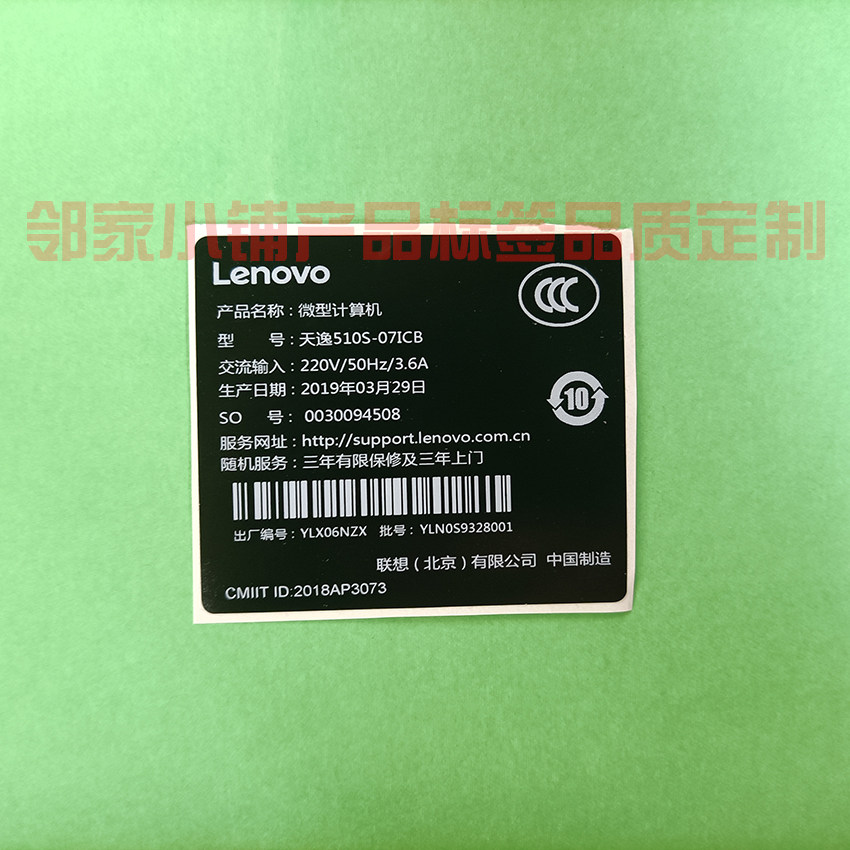 邻家小铺产品标签品质定制
Lenovo
CCC
产品名称：微型计算机
型 号：天逸510S-07ICB
交流输入：220V/50Hz/3.6A
生产日期：2019年03月29日
10
SO 号： 0030094508
服务网址：http://support.lenovo.com.cn
随机服务：三年有限保修及三年上门
出厂编号：YLX06NZX 批号：YLN0S9328001
联想（北京）有限公司 中国制造
CMIIT ID:2018AP3073